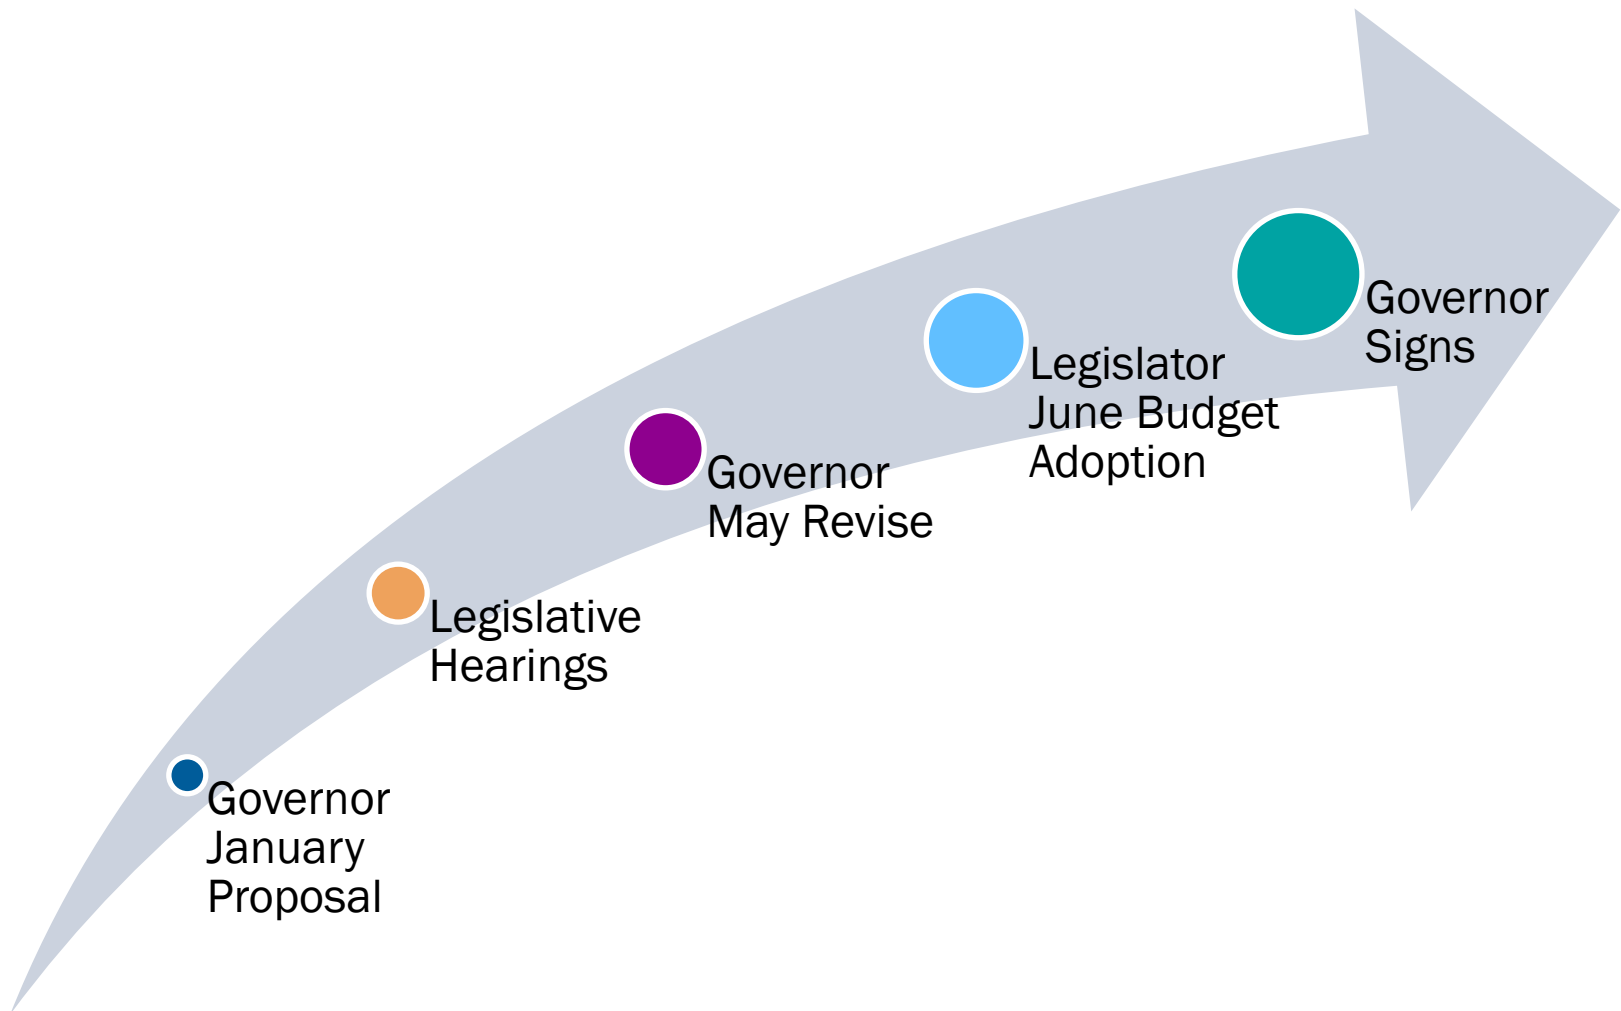 Governor
January
Proposal
Legislative
Hearings
Governor
May Revise
Legislator
June Budget
Adoption
Governor
Signs